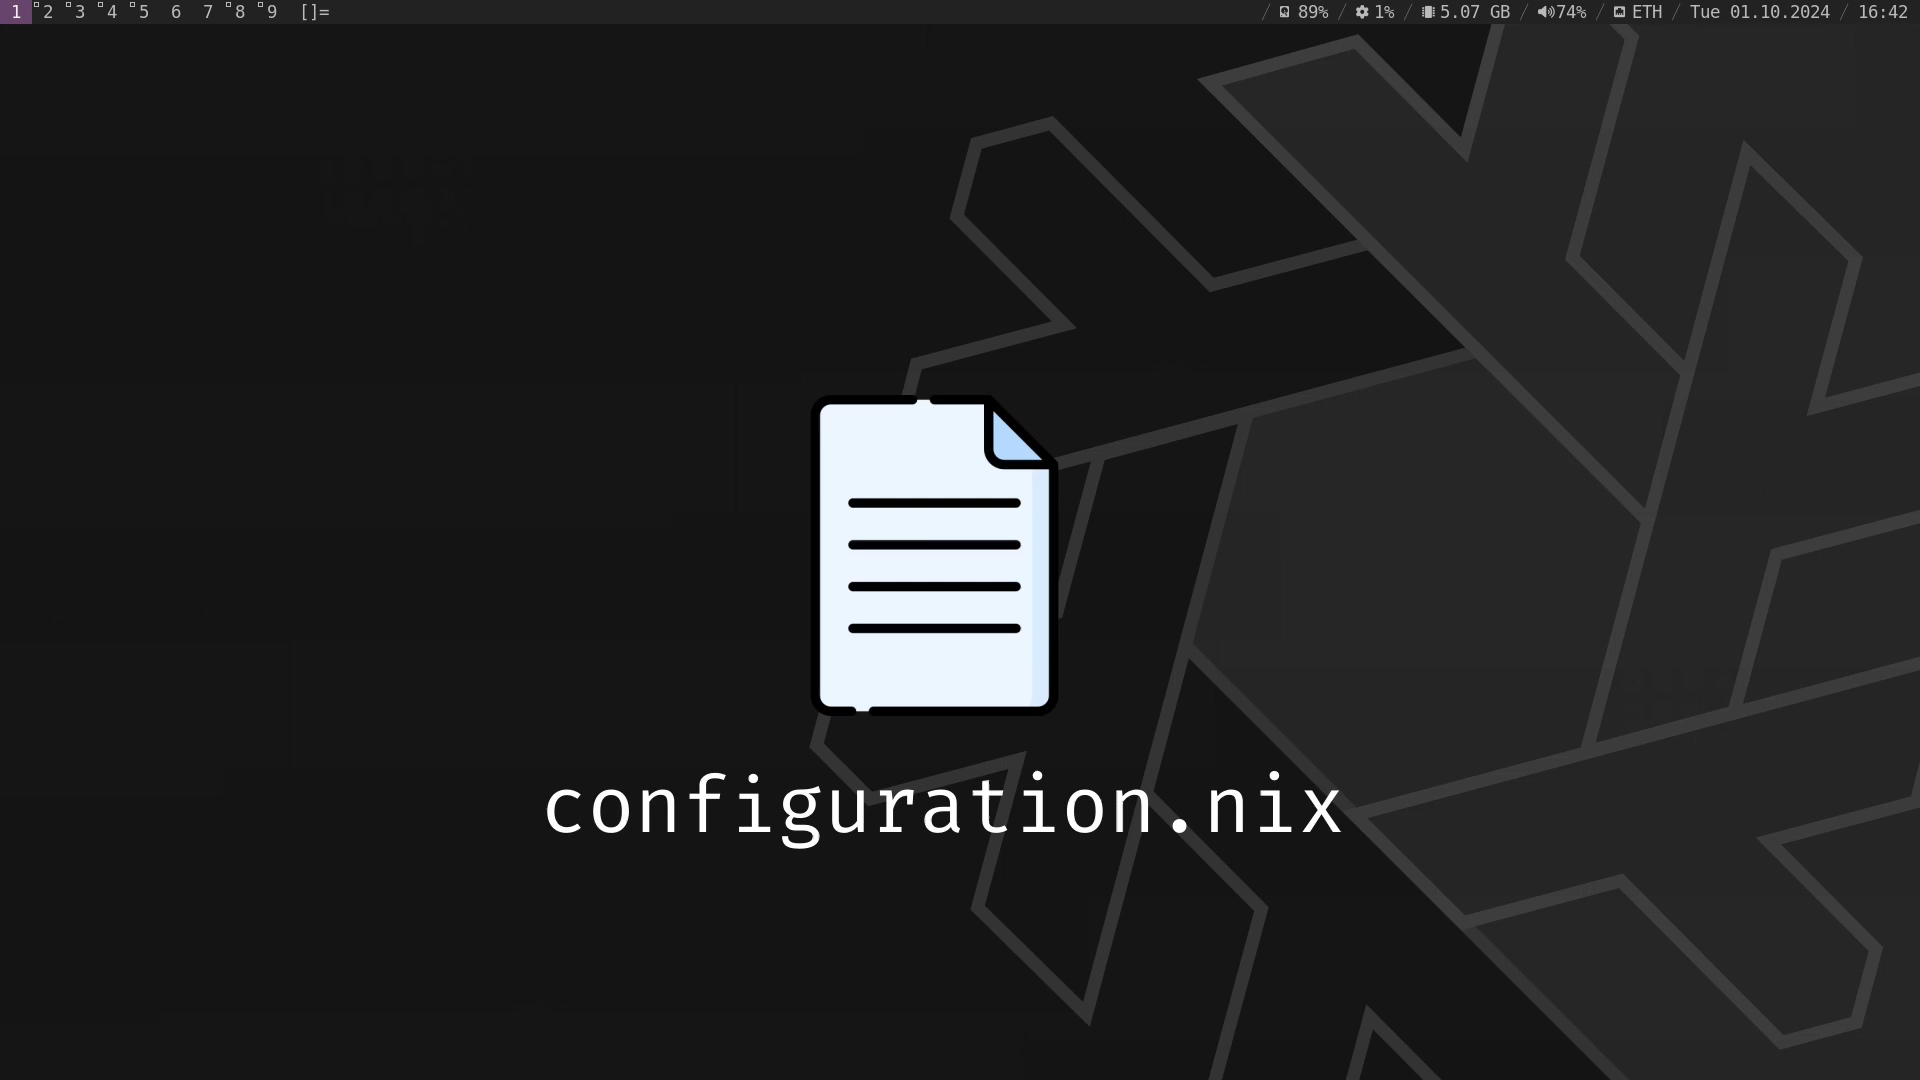 1 2 3 4 5 6 7 8 9 []= / 89% / 1% / 5.07 GB / 74% / ETH / Tue 01.10.2024 / 16:42
configuration.nix